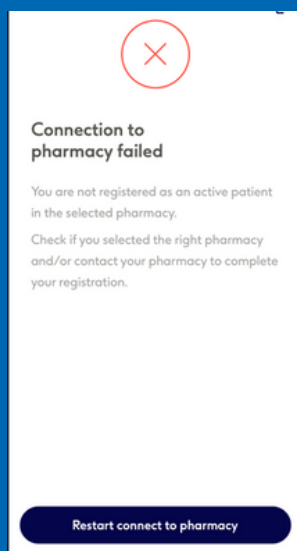 Connection to
pharmacy failed
You are not registered as an active patient
in the selected pharmacy.
Check if you selected the right pharmacy
and/or contact your pharmacy to complete
your registration.
Restart connect to pharmacy